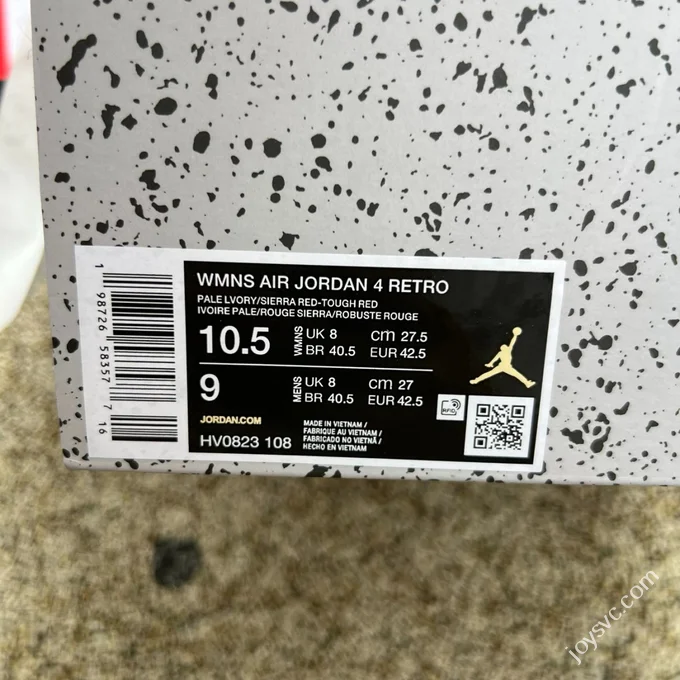 WMNS AIR JORDAN 4 RETRO
PALE LVORY/SIERRA RED-TOUGH RED
IVOIRE PALE/ROUGE SIERRA/ROBUSTE ROUGE
10.5 WMNS UK 8 cm 27.5
BR 40.5 EUR 42.5
9 MENS UK 8 cm 27
BR 40.5 EUR 42.5
JORDAN.COM
HV0823 108
MADE IN VIETNAM /
FABRIQUE AU VIETNAM /
FABRICADO NO VIETNÃ /
HECHO EN VIETNAM
RFID
1 98726 58357 7 16
joysvc.com